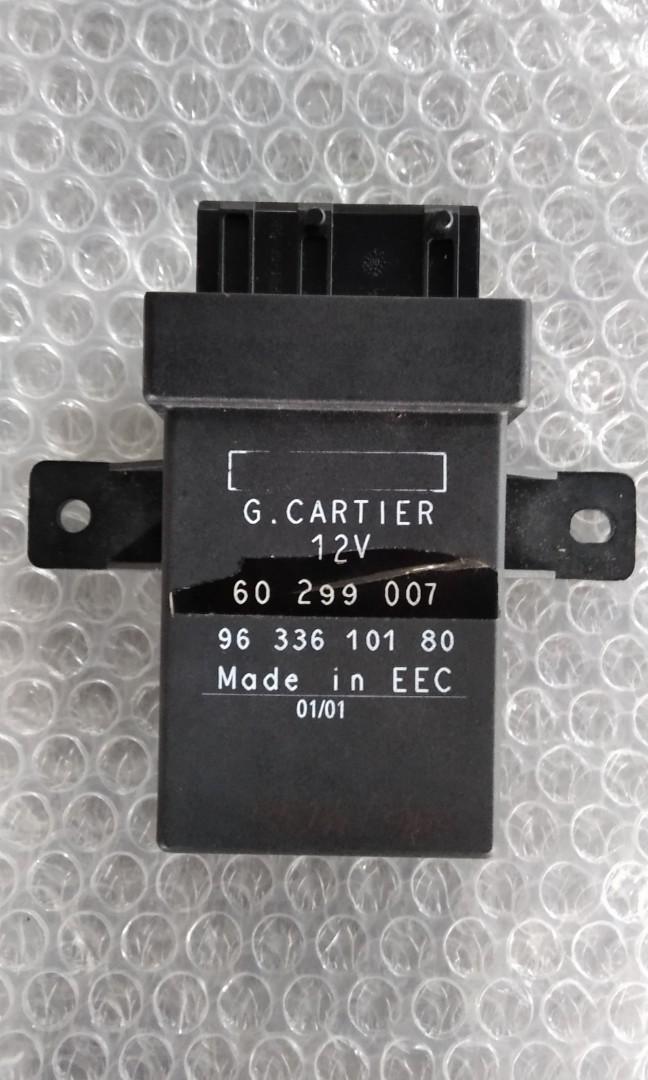 G.CARTIER
12V
60 299 007
96 336 101 80
Made in EEC
01/01